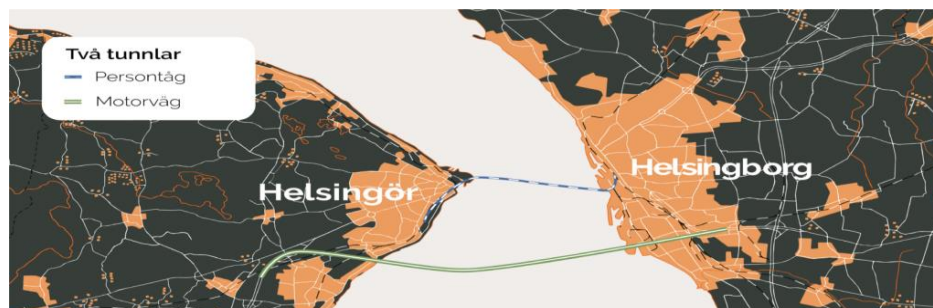 Två tunnlar
Persontåg
Motorväg
Helsingör
Helsingborg